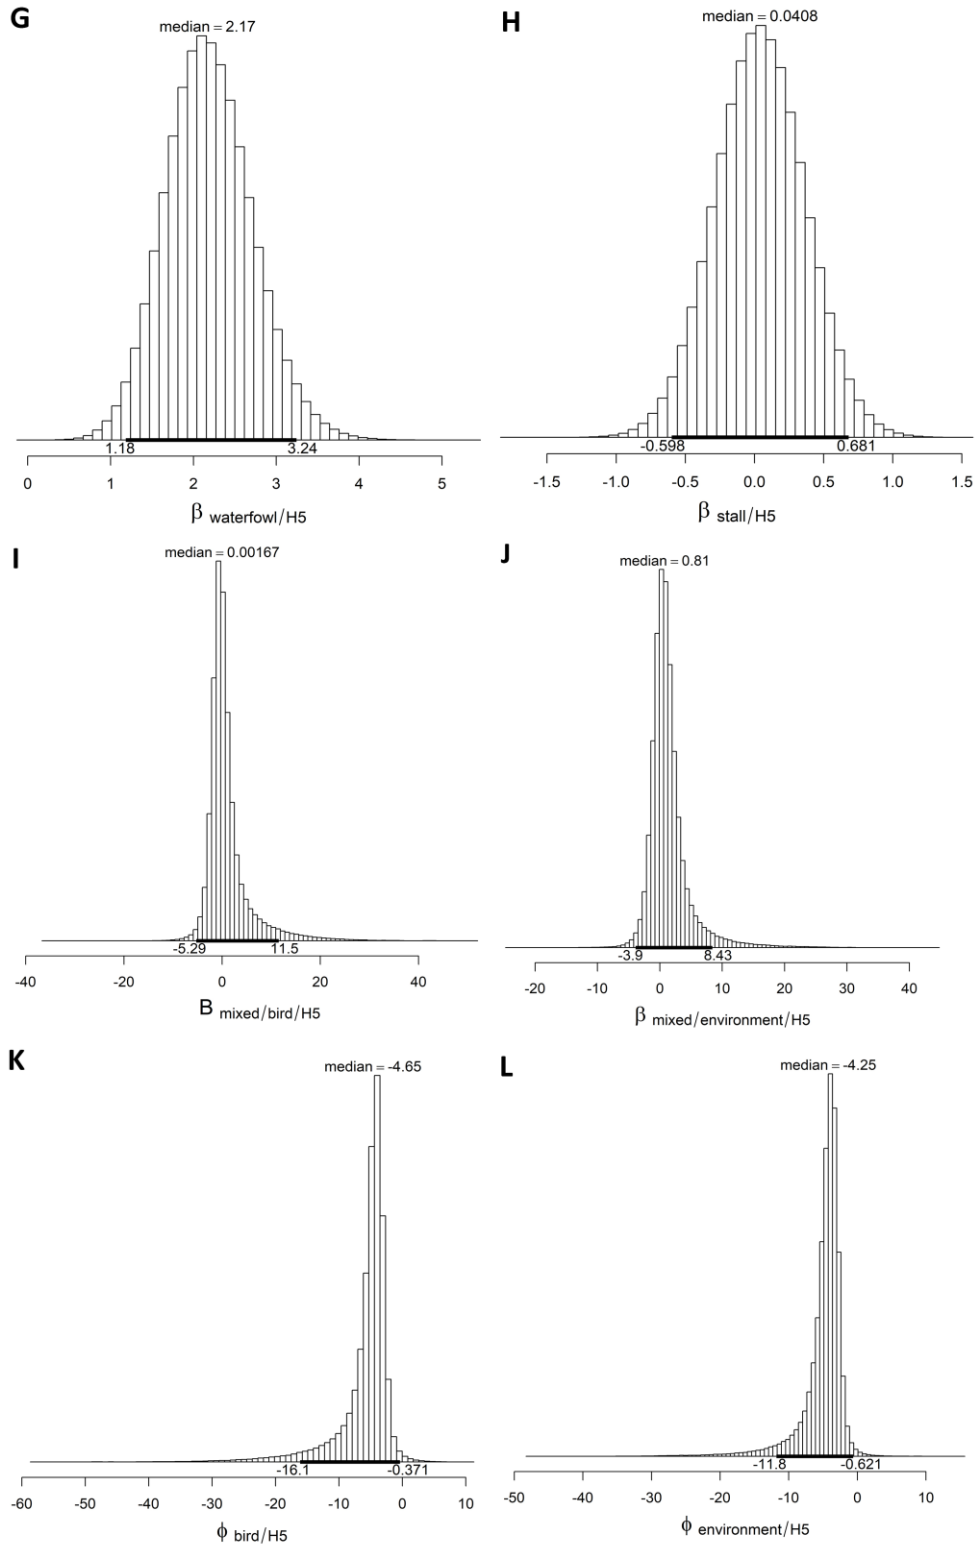 G
median = 2.17
1.18 3.24
0 1 2 3 4 5
β waterfowl/H5
H
median = 0.0408
-0.598 0.681
-1.5 -1.0 -0.5 0.0 0.5 1.0 1.5
β stall/H5
I
median = 0.00167
-5.29 11.5
-40 -20 0 20 40
B mixed/bird/H5
J
median = 0.81
-3.9 8.43
-20 -10 0 10 20 30 40
β mixed/environment/H5
K
median = -4.65
-16.1 -0.371
-60 -50 -40 -30 -20 -10 0 10
ϕ bird/H5
L
median = -4.25
-11.8 -0.621
-50 -40 -30 -20 -10 0 10
ϕ environment/H5